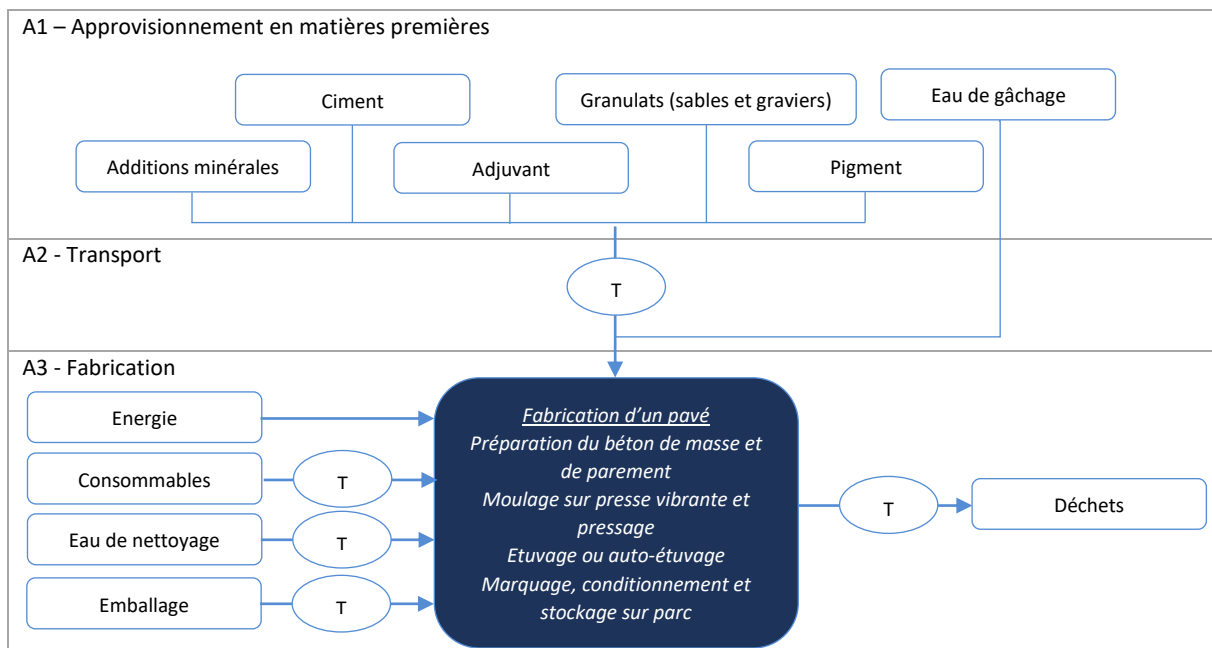 A1 – Approvisionnement en matières premières
Ciment
Granulats (sables et graviers)
Eau de gâchage
Additions minérales
Adjuvant
Pigment
A2 - Transport
T
A3 - Fabrication
Energie
Consommables
T
Eau de nettoyage
T
Emballage
T
Fabrication d’un pavé
Préparation du béton de masse et
de parement
Moulage sur presse vibrante et
pressage
Etuvage ou auto-étuvage
Marquage, conditionnement et
stockage sur parc
T
Déchets